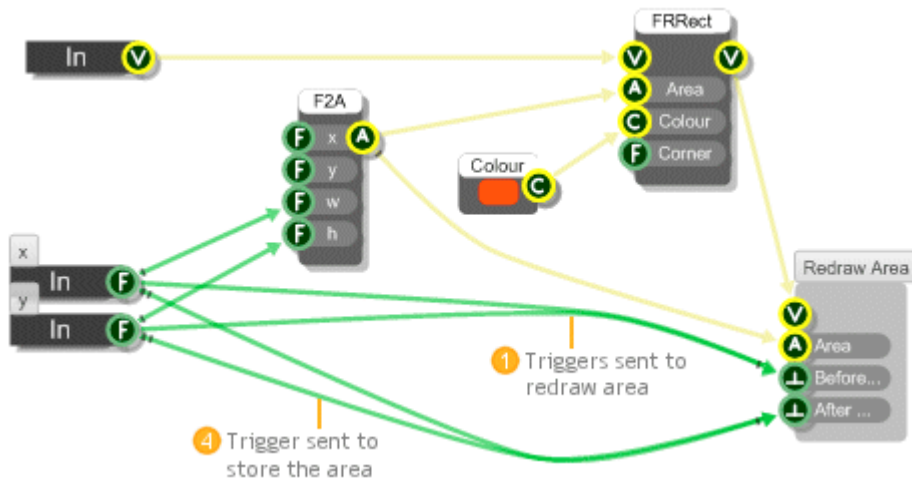 FRRect
In V
V V
F2A
A Area
F x A
C Colour
F y
Colour
F Corner
F w
C
F h
x
In F
Redraw Area
y
V
In F
A Area
1 Triggers sent to
redraw area
Before...
After ...
4 Trigger sent to
store the area